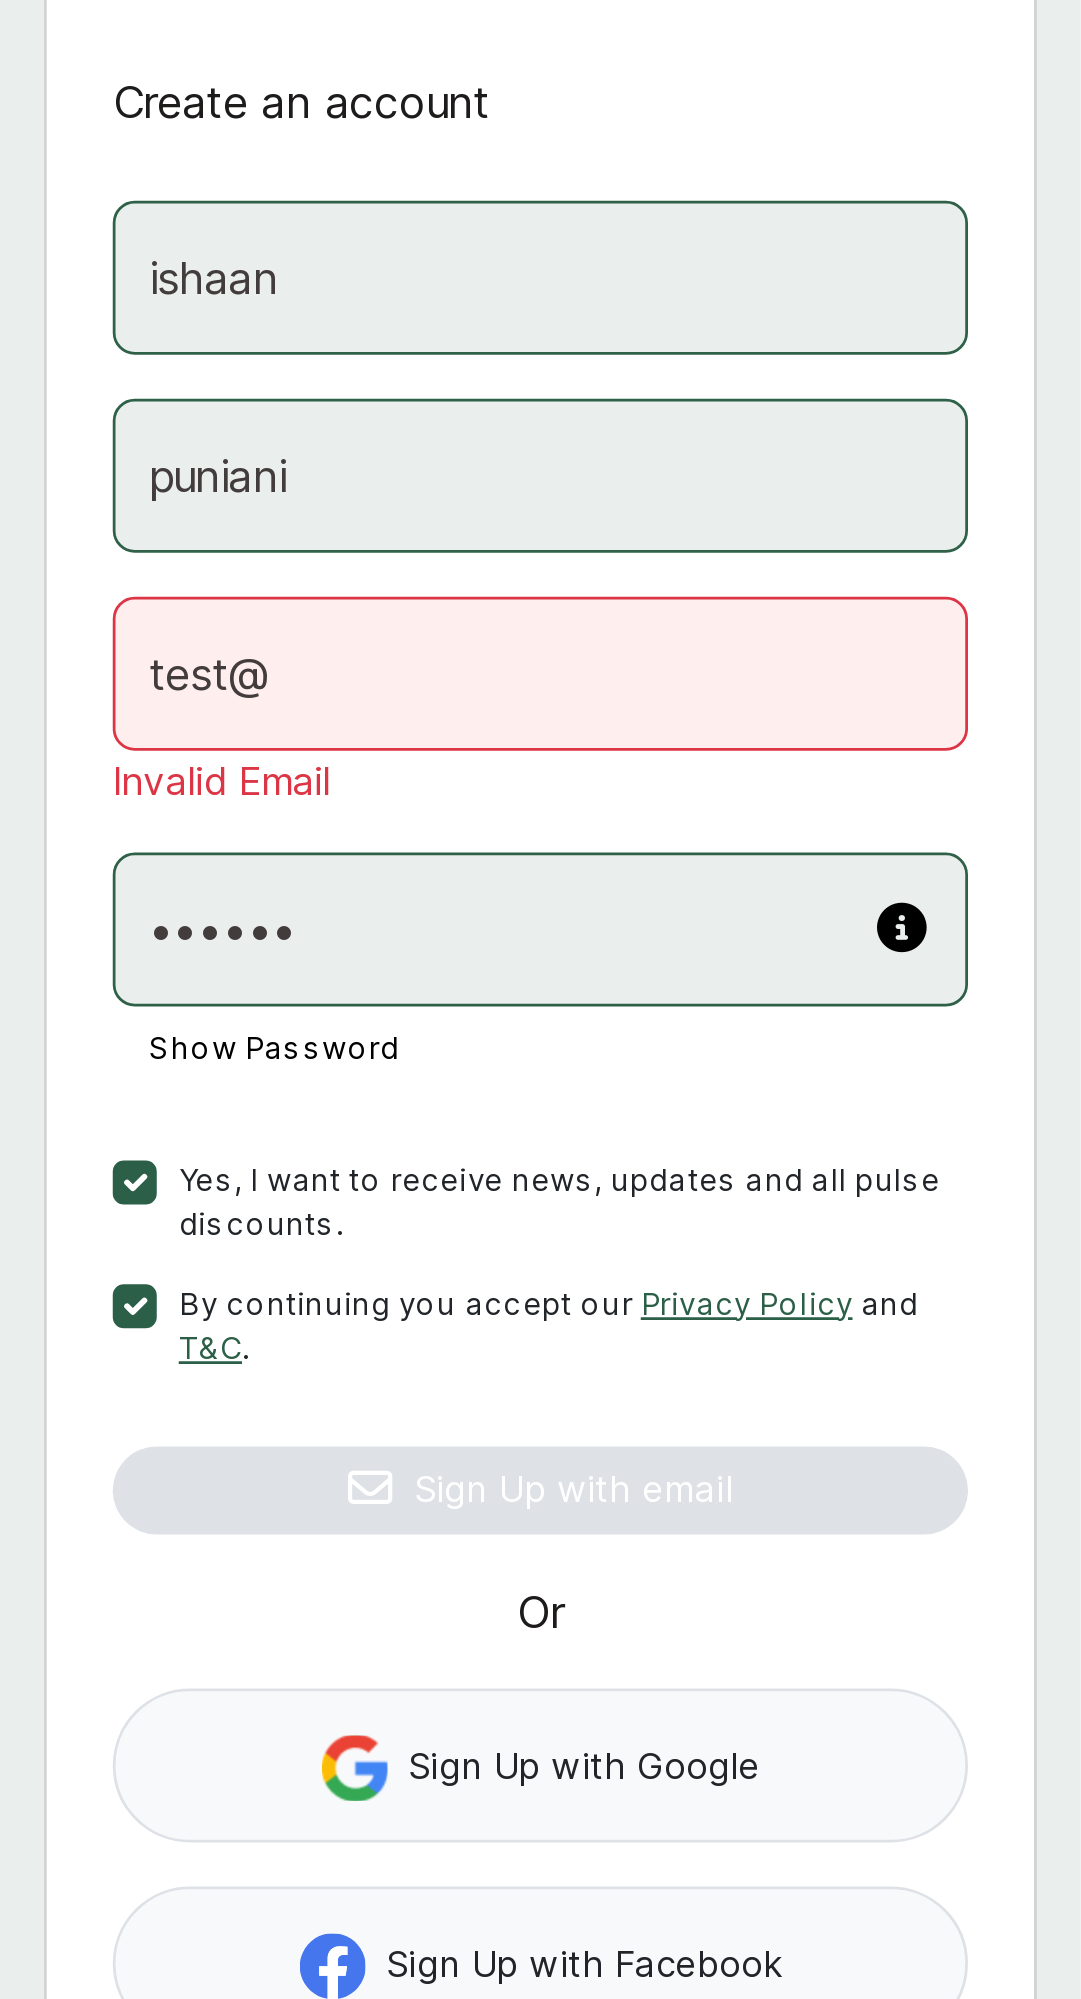 Create an account
ishaan
puniani
test@
Invalid Email
••••••
Show Password
Yes, I want to receive news, updates and all pulse
discounts.
By continuing you accept our Privacy Policy and
T&C.
Sign Up with email
Or
Sign Up with Google
Sign Up with Facebook